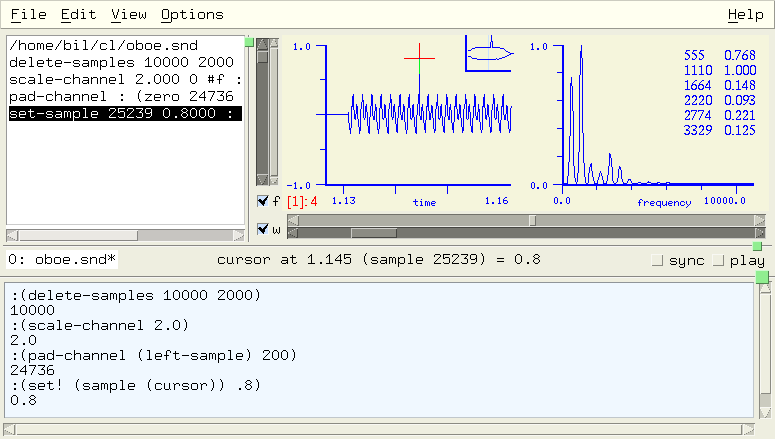 File Edit View Options Help
/home/bil/cl/oboe.snd
delete-samples 10000 2000
scale-channel 2.000 0 #f :
pad-channel : (zero 24736
set-sample 25239 0.8000 :
1.0
-1.0
1.13 time 1.16
1.0
0.0
0.0 frequency 10000.0
555 0.768
1110 1.000
1664 0.148
2220 0.093
2774 0.221
3329 0.125
f [1]: 4
w
0: oboe.snd* cursor at 1.145 (sample 25239) = 0.8 sync play
:(delete-samples 10000 2000)
10000
:(scale-channel 2.0)
2.0
:(pad-channel (left-sample) 200)
24736
:(set! (sample (cursor)) .8)
0.8